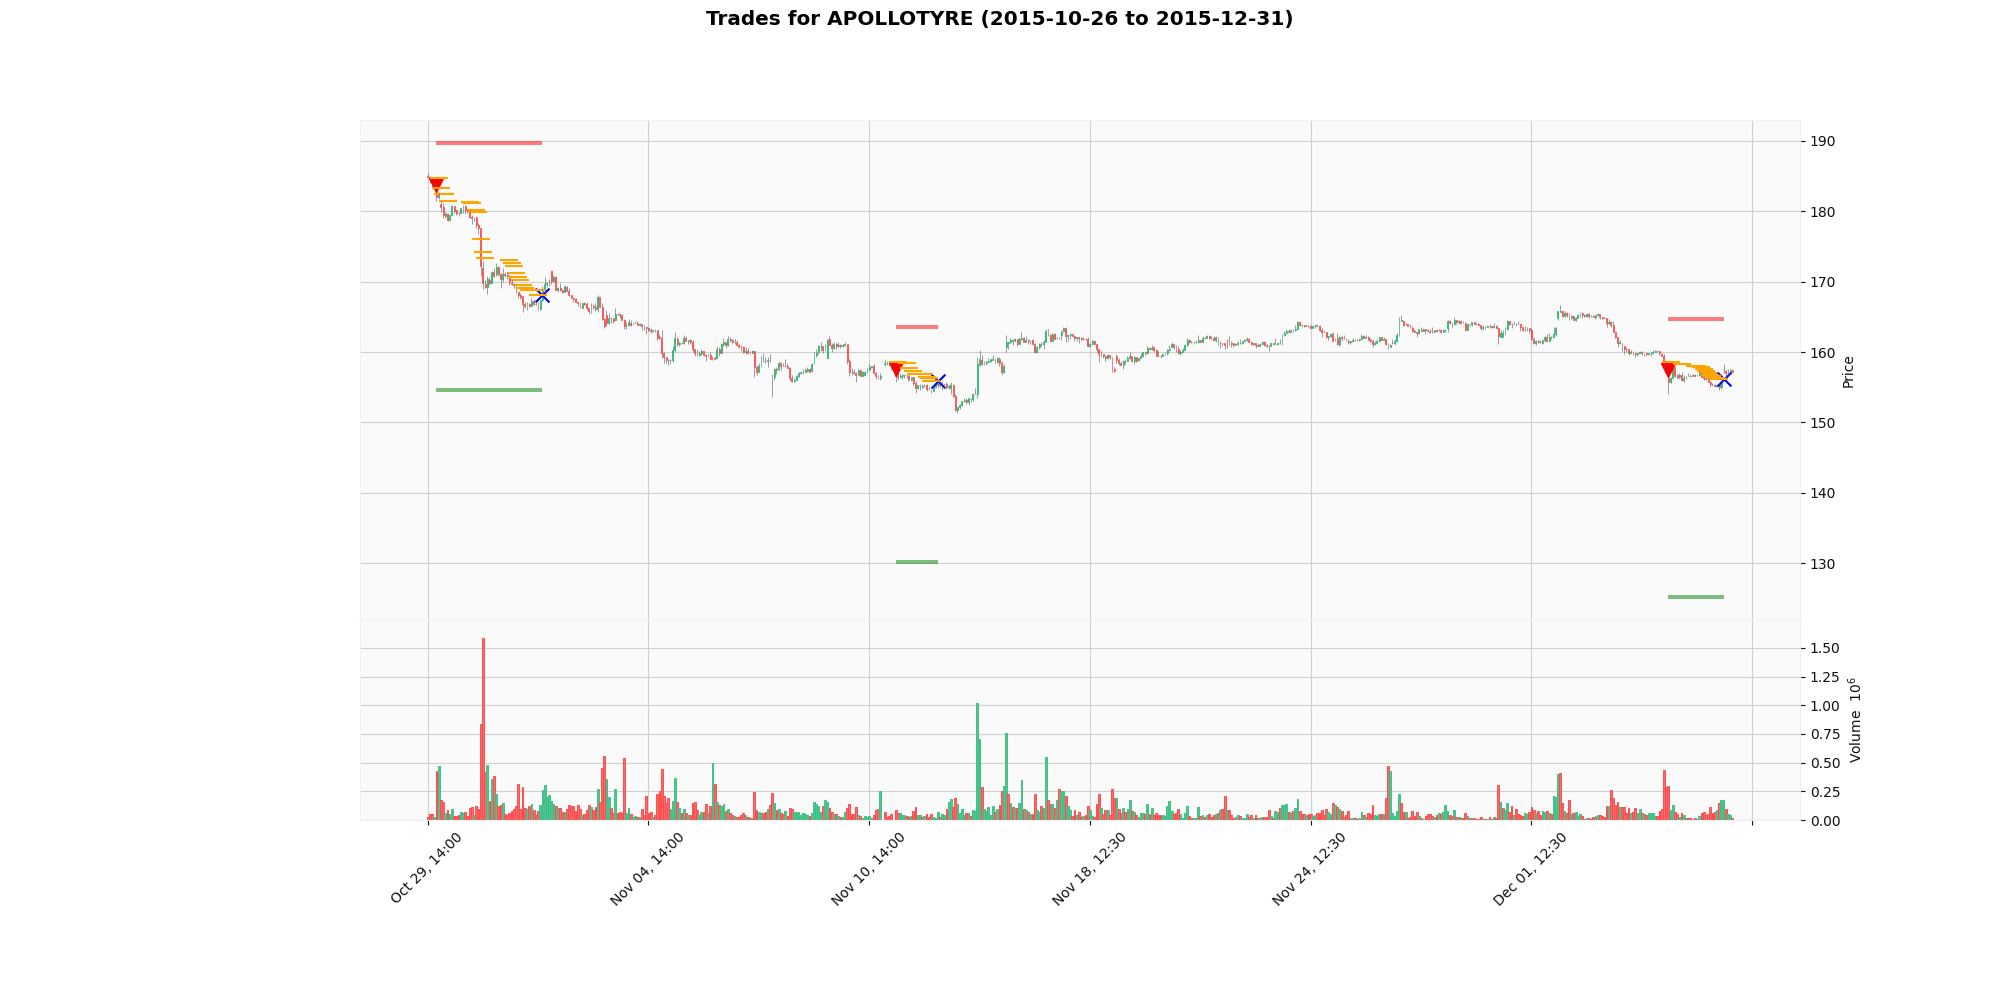 Trades for APOLLOTYRE (2015-10-26 to 2015-12-31)
190
180
170
160
150
140
130
Price
1.50
1.25
1.00
0.75
0.50
0.25
0.00
Volume 10^6
Oct 29, 14:00
Nov 04, 14:00
Nov 10, 14:00
Nov 18, 12:30
Nov 24, 12:30
Dec 01, 12:30